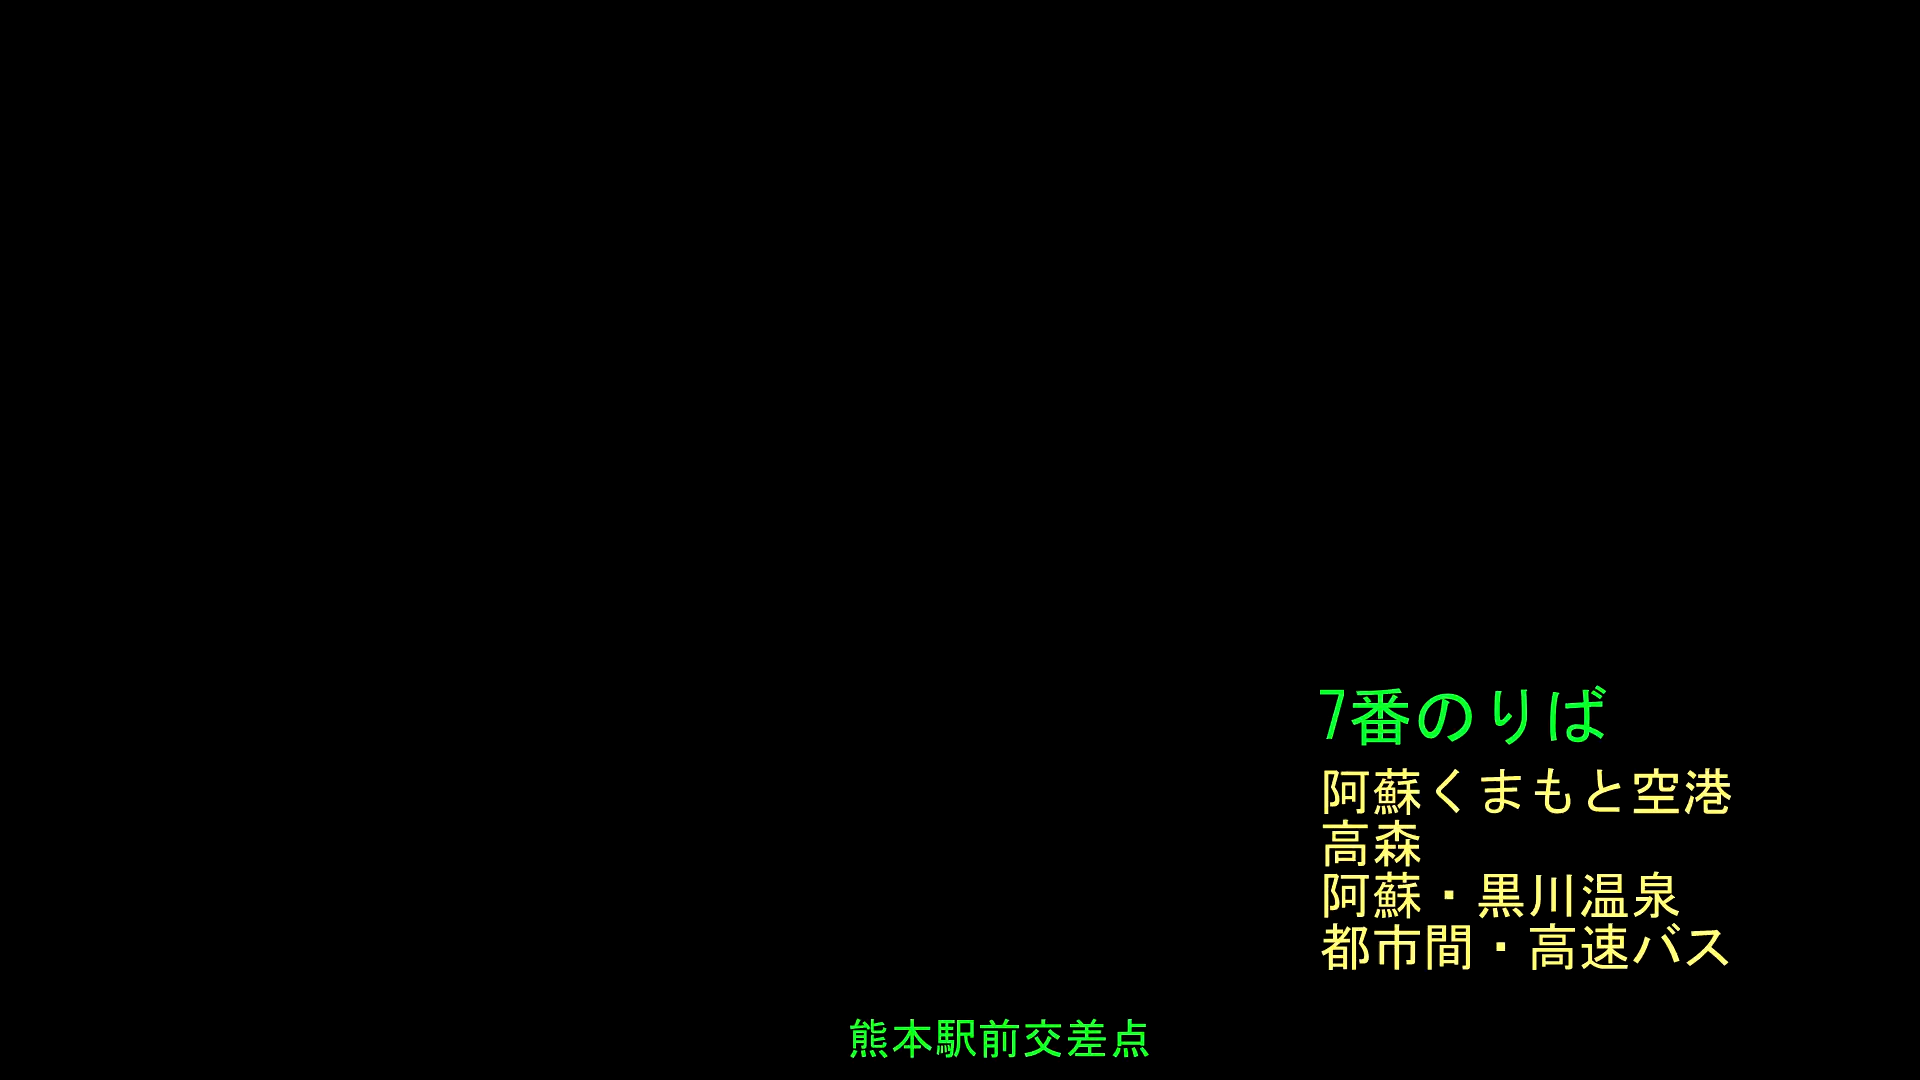 7番のりば
阿蘇くまもと空港
高森
阿蘇・黒川温泉
都市間・高速バス
熊本駅前交差点